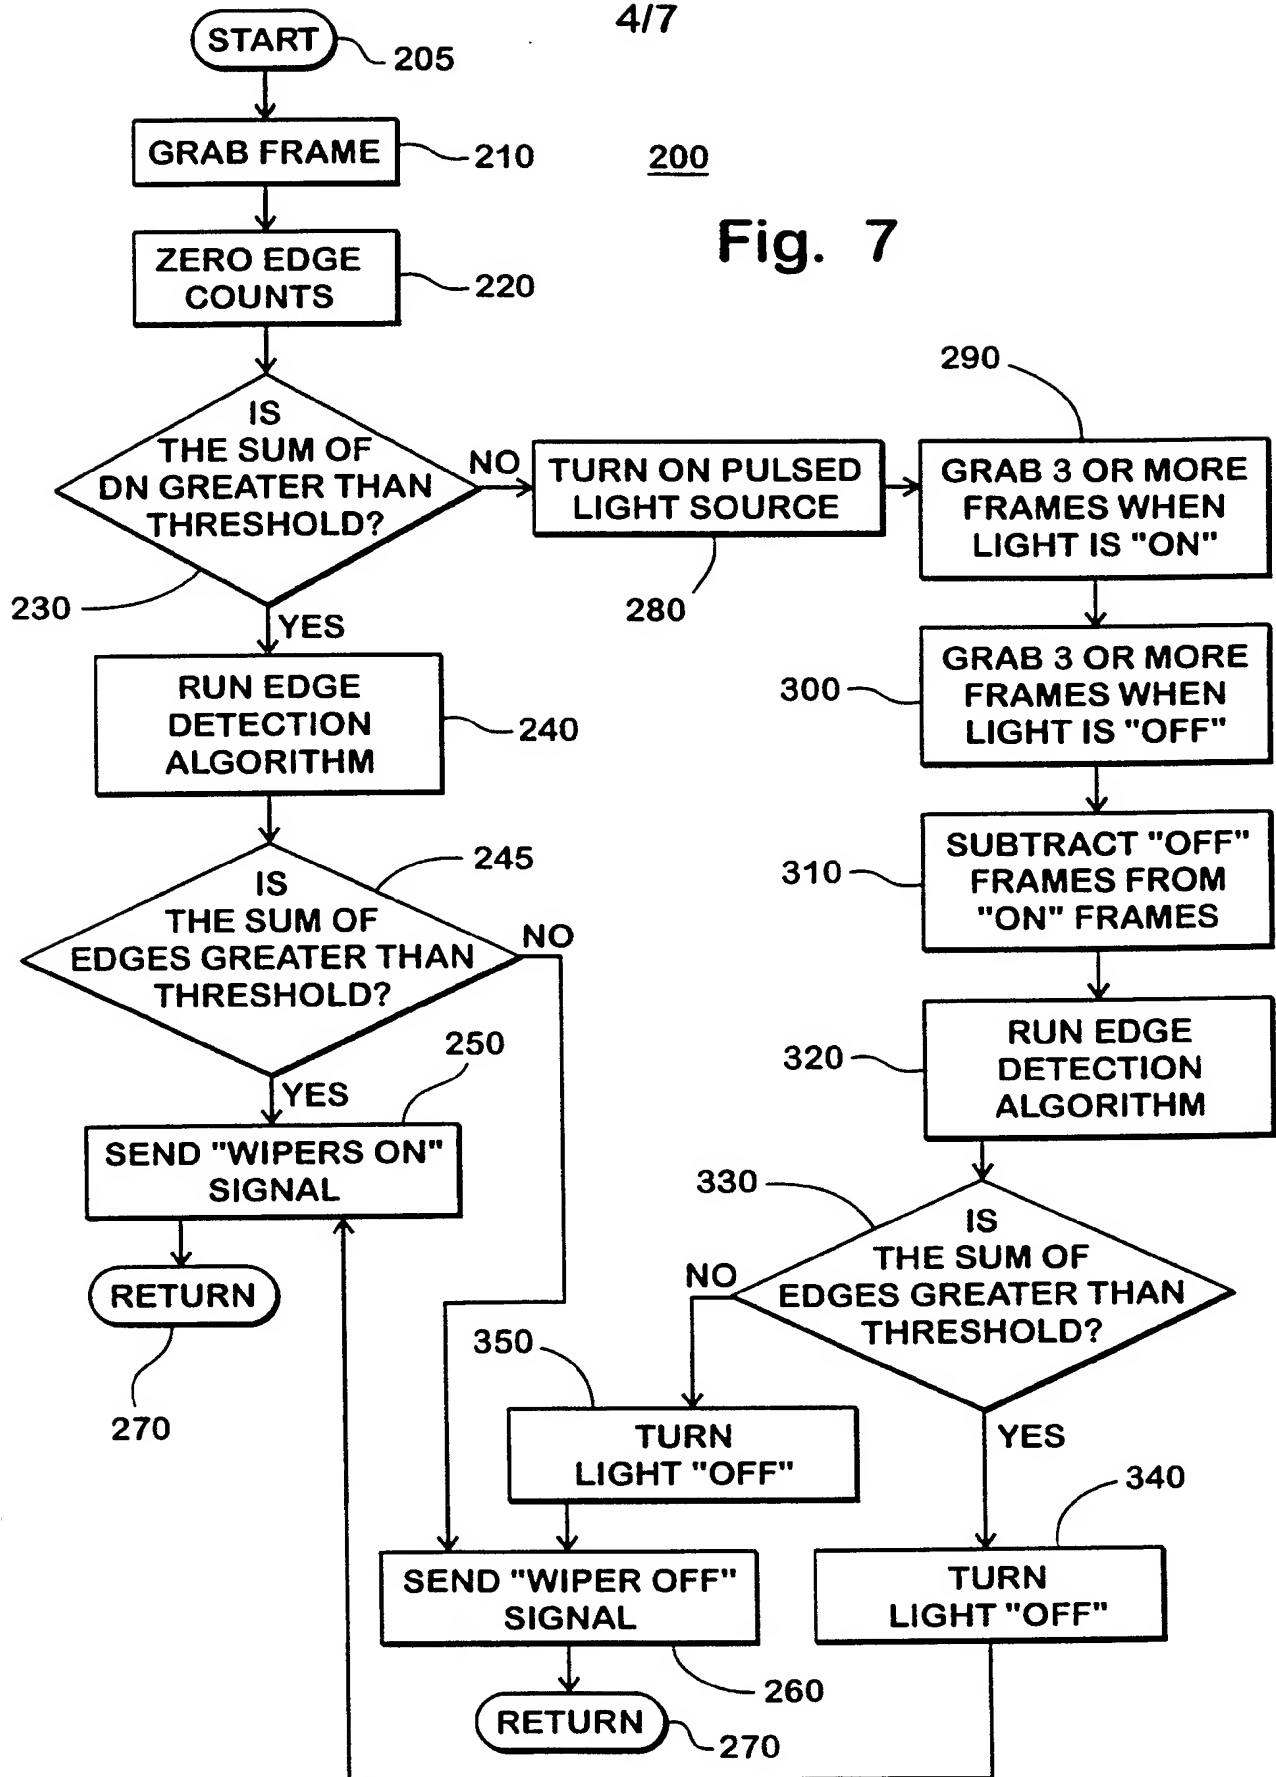 4/7
START
205
GRAB FRAME
210
200
Fig. 7
ZERO EDGE
COUNTS
220
IS
THE SUM OF
DN GREATER THAN
THRESHOLD?
230
NO
YES
TURN ON PULSED
LIGHT SOURCE
280
290
GRAB 3 OR MORE
FRAMES WHEN
LIGHT IS "ON"
GRAB 3 OR MORE
FRAMES WHEN
LIGHT IS "OFF"
300
SUBTRACT "OFF"
FRAMES FROM
"ON" FRAMES
310
RUN EDGE
DETECTION
ALGORITHM
320
RUN EDGE
DETECTION
ALGORITHM
240
245
IS
THE SUM OF
EDGES GREATER THAN
THRESHOLD?
NO
YES
250
SEND "WIPERS ON"
SIGNAL
RETURN
270
330
IS
THE SUM OF
EDGES GREATER THAN
THRESHOLD?
NO
YES
350
TURN
LIGHT "OFF"
340
TURN
LIGHT "OFF"
SEND "WIPER OFF"
SIGNAL
260
RETURN
270